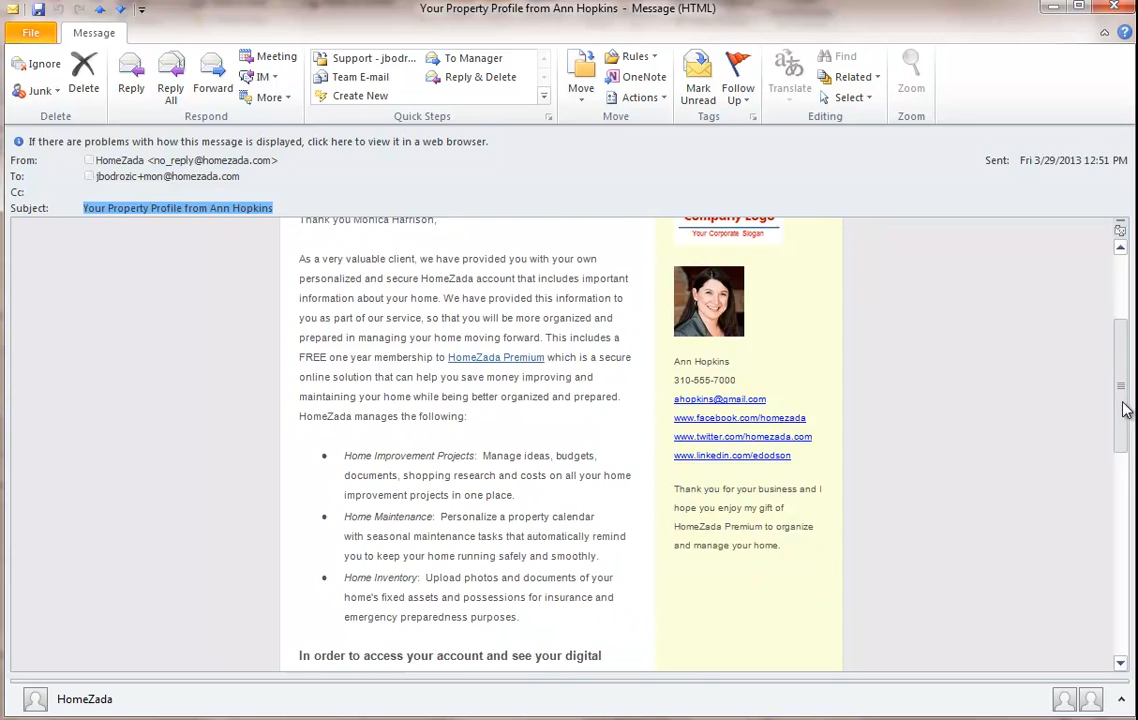 Your Property Profile from Ann Hopkins - Message (HTML)
File
Message
Ignore
Junk
Delete
Reply
Reply All
Forward
Meeting
IM
More
Support - jbodr...
Team E-mail
Create New
To Manager
Reply & Delete
Move
Rules
OneNote
Actions
Mark Unread
Follow Up
Translate
Find
Related
Select
Zoom
Delete
Respond
Quick Steps
Move
Tags
Editing
Zoom
If there are problems with how this message is displayed, click here to view it in a web browser.
From: HomeZada <no_reply@homezada.com>
Sent: Fri 3/29/2013 12:51 PM
To: jbodrozic+mon@homezada.com
Cc:
Subject: Your Property Profile from Ann Hopkins
Thank you Monica Harrison,
As a very valuable client, we have provided you with your own
personalized and secure HomeZada account that includes important
information about your home. We have provided this information to
you as part of our service, so that you will be more organized and
prepared in managing your home moving forward. This includes a
FREE one year membership to HomeZada Premium which is a secure
online solution that can help you save money improving and
maintaining your home while being better organized and prepared.
HomeZada manages the following:
• Home Improvement Projects: Manage ideas, budgets,
documents, shopping research and costs on all your home
improvement projects in one place.
• Home Maintenance: Personalize a property calendar
with seasonal maintenance tasks that automatically remind
you to keep your home running safely and smoothly.
• Home Inventory: Upload photos and documents of your
home's fixed assets and possessions for insurance and
emergency preparedness purposes.
In order to access your account and see your digital
Company Logo
Your Corporate Slogan
Ann Hopkins
310-555-7000
ahopkins@gmail.com
www.facebook.com/homezada
www.twitter.com/homezada.com
www.linkedin.com/edodson
Thank you for your business and I
hope you enjoy my gift of
HomeZada Premium to organize
and manage your home.
HomeZada